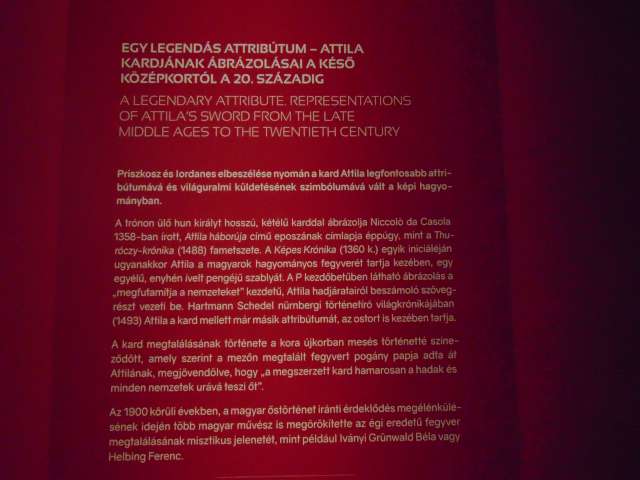 EGY LEGENDÁS ATTRIBÚTUM – ATTILA
KARDJÁNAK ÁBRÁZOLÁSAI A KÉSŐ
KÖZÉPKORTÓL A 20. SZÁZADIG
A LEGENDARY ATTRIBUTE. REPRESENTATIONS
OF ATTILA'S SWORD FROM THE LATE
MIDDLE AGES TO THE TWENTIETH CENTURY
Priszkosz és Iordanes elbeszélése nyomán a kard Attila legfontosabb attri-
bútumává és világuralmi küldetésének szimbólumává vált a képi hagyo-
mányban.
A trónon ülő hun királyt hosszú, kétélű karddal ábrázolja Niccolò da Casola
1358-ban írott, Attila háborúja című eposzának címlapja éppúgy, mint a Thu-
róczy-krónika (1488) fametszete. A Képes Krónika (1360 k.) egyik iniciáléján
ugyanakkor Attila a magyarok hagyományos fegyverét tartja kezében, egy
egyélű, enyhén ívelt pengéjű szablyát. A P kezdőbetűben látható ábrázolás a
„megfutamítja a nemzeteket" kezdetű, Attila hadjáratairól beszámoló szöveg-
részt vezeti be. Hartmann Schedel nürnbergi történetíró világkrónikájában
(1493) Attila a kard mellett már másik attribútumát, az ostort is kezében tartja.
A kard megtalálásának története a kora újkorban mesés történetté színe-
ződött, amely szerint a mezőn megtalált fegyvert pogány papja adta át
Attilának, megjövendölve, hogy „a megszerzett kard hamarosan a hadak és
minden nemzetek urává teszi őt".
Az 1900 körüli években, a magyar őstörténet iránti érdeklődés megélénkülé-
sének idején több magyar művész is megörökítette az égi eredetű fegyver
megtalálásának misztikus jelenetét, mint például Iványi Grünwald Béla vagy
Helbing Ferenc.